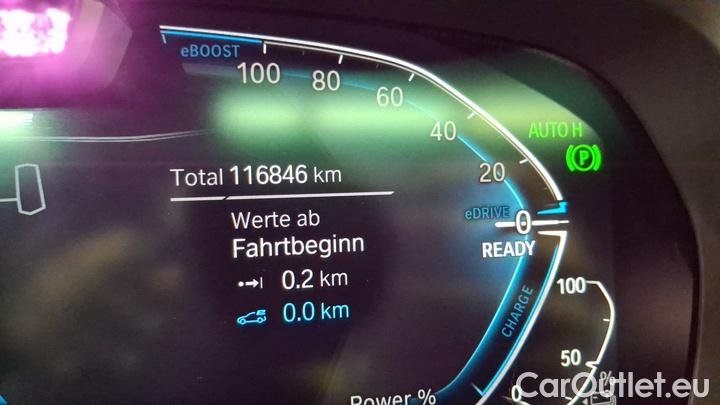 eBOOST
100
80
60
40
20
AUTO H
(P)
Total 116846 km
Werte ab
Fahrtbeginn
0.2 km
0.0 km
eDRIVE
0
READY
CHARGE
100
50
0
%
Power %
CarOutlet.eu